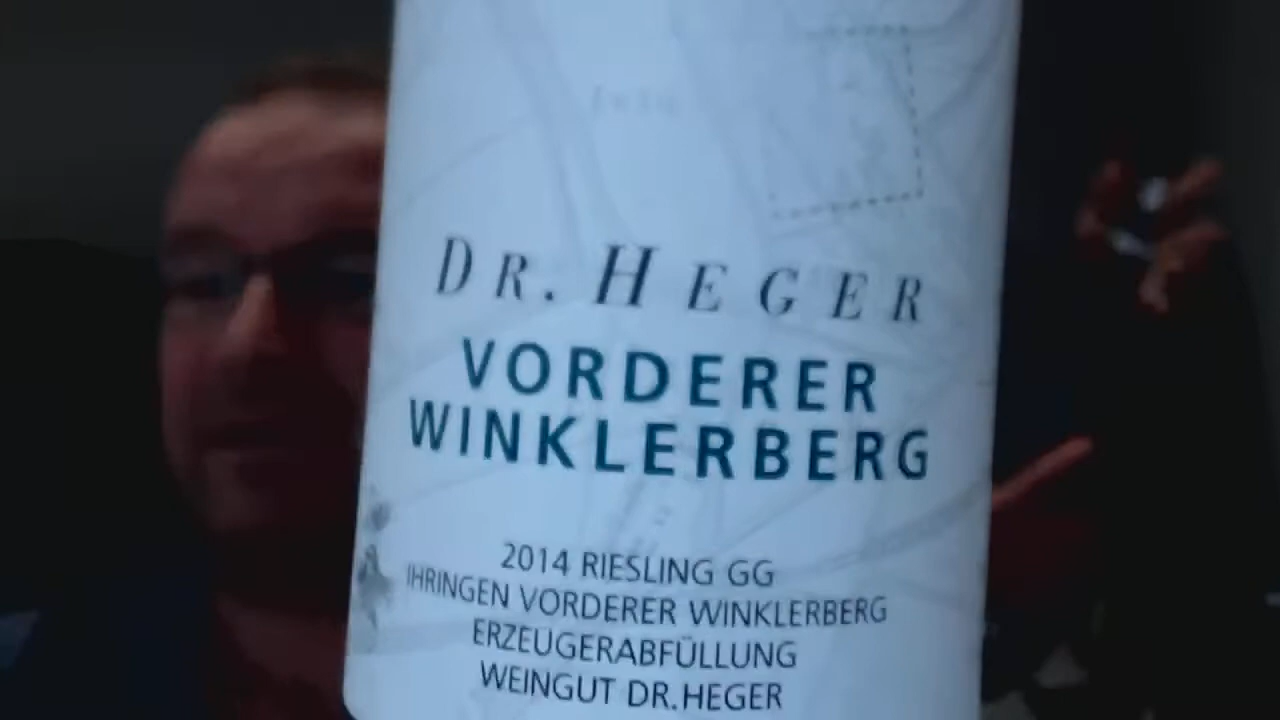 DR. HEGER
VORDERER
WINKLERBERG
2014 RIESLING GG
IHRINGEN VORDERER WINKLERBERG
ERZEUGERABFÜLLUNG
WEINGUT DR. HEGER